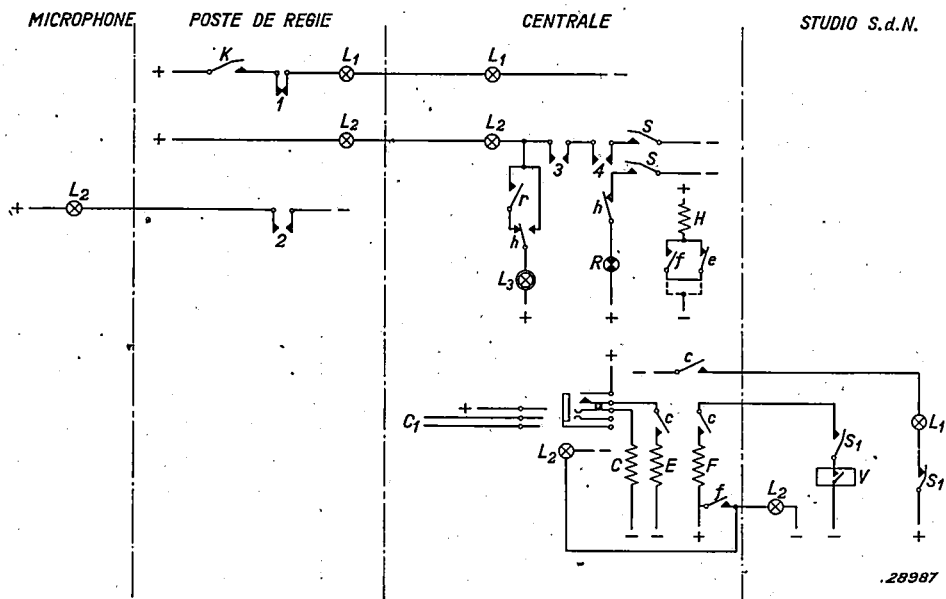 MICROPHONE POSTE DE REGIE CENTRALE STUDIO S.d.N.
+ K 1 L1 L1 -
+ L2 L2 3 4 S -
S -
+ L2 2 -
r h L3 +
h R +
+ H f e -
+
- c
C1 + L2 - C E c F c f L2 S1 V L1 S1
- - + - - +
.28987